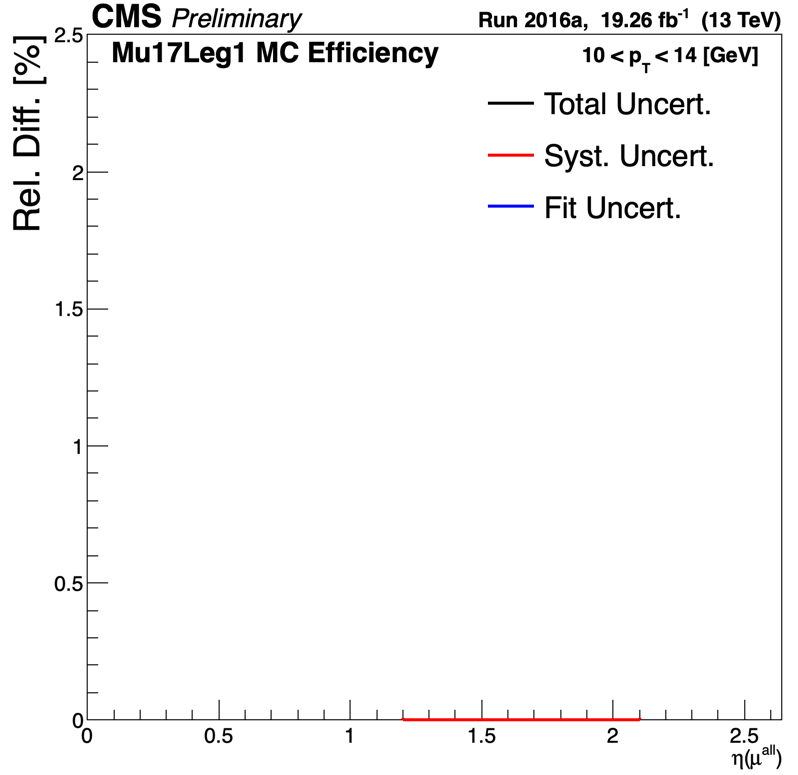 CMS Preliminary Run 2016a, 19.26 fb⁻¹ (13 TeV)
Mu17Leg1 MC Efficiency 10 < p_T < 14 [GeV]
Total Uncert.
Syst. Uncert.
Fit Uncert.
Rel. Diff. [%]
2.5
2
1.5
1
0.5
0
0 0.5 1 1.5 2 2.5
η(μ^all)